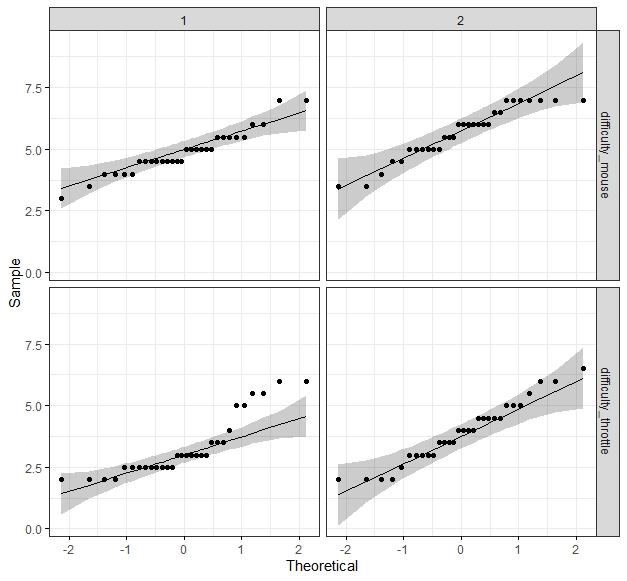 1 2
7.5
5.0
2.5
0.0
difficulty_mouse
Sample
7.5
5.0
2.5
0.0
difficulty_throttle
-2 -1 0 1 2 -2 -1 0 1 2
Theoretical